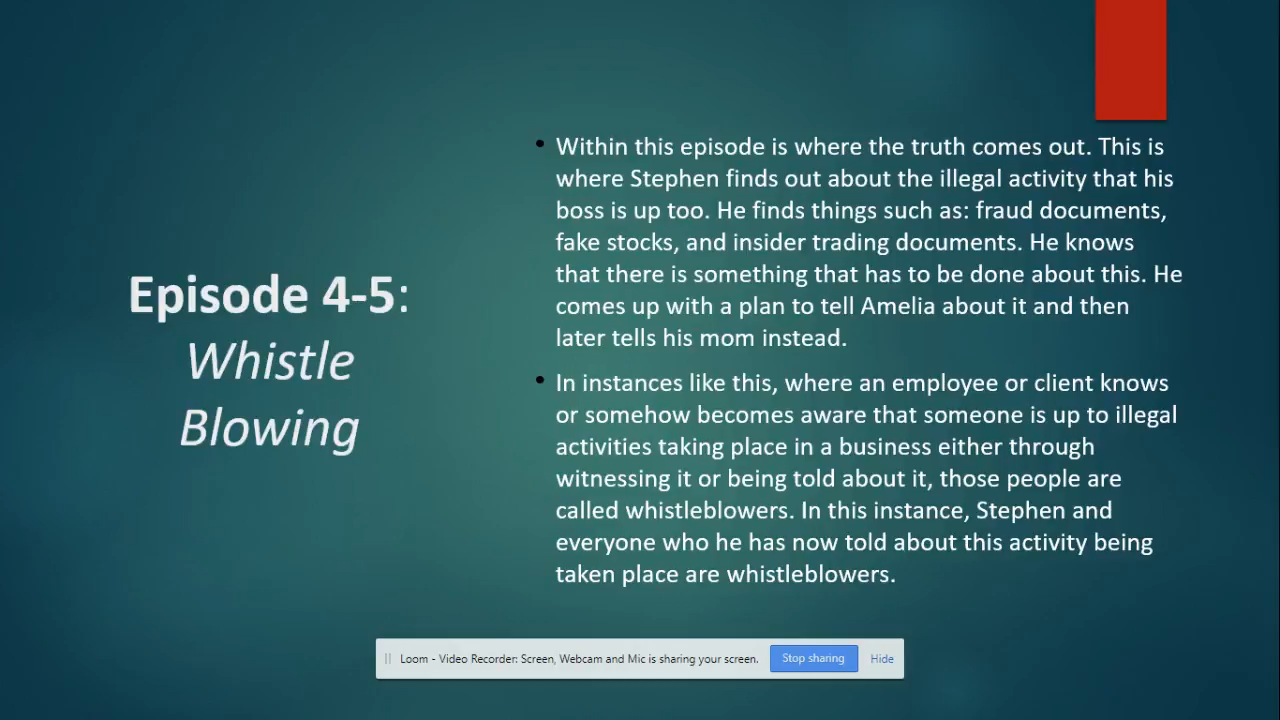 Episode 4-5:
Whistle
Blowing
• Within this episode is where the truth comes out. This is
where Stephen finds out about the illegal activity that his
boss is up too. He finds things such as: fraud documents,
fake stocks, and insider trading documents. He knows
that there is something that has to be done about this. He
comes up with a plan to tell Amelia about it and then
later tells his mom instead.
• In instances like this, where an employee or client knows
or somehow becomes aware that someone is up to illegal
activities taking place in a business either through
witnessing it or being told about it, those people are
called whistleblowers. In this instance, Stephen and
everyone who he has now told about this activity being
taken place are whistleblowers.
Loom - Video Recorder: Screen, Webcam and Mic is sharing your screen. Stop sharing Hide